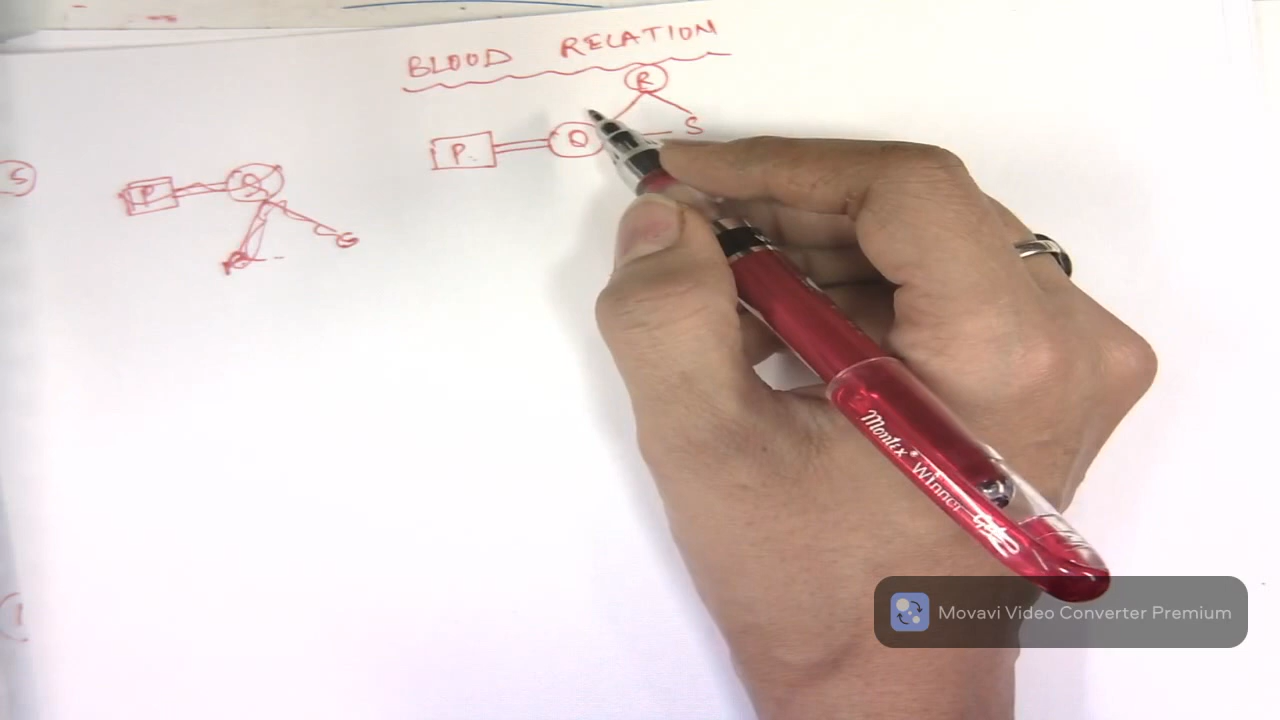 BLOOD RELATION
R
P Q S
S
P Q
R S
Montex Winner
Movavi Video Converter Premium